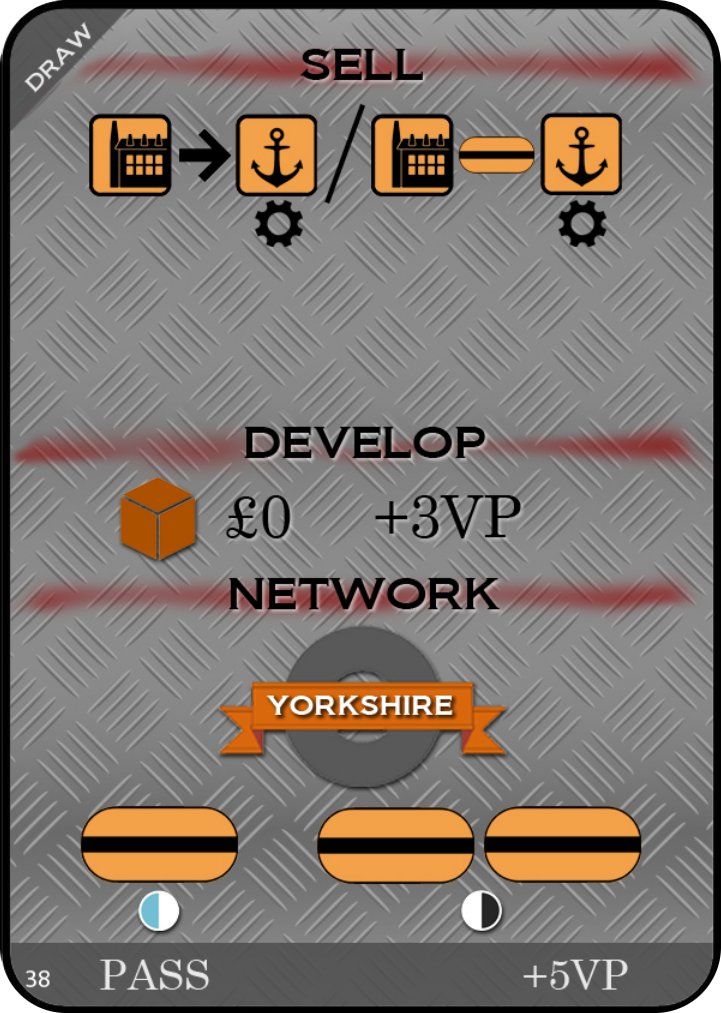 DRAW
SELL
/
DEVELOP
£0 +3VP
NETWORK
YORKSHIRE
38 PASS +5VP